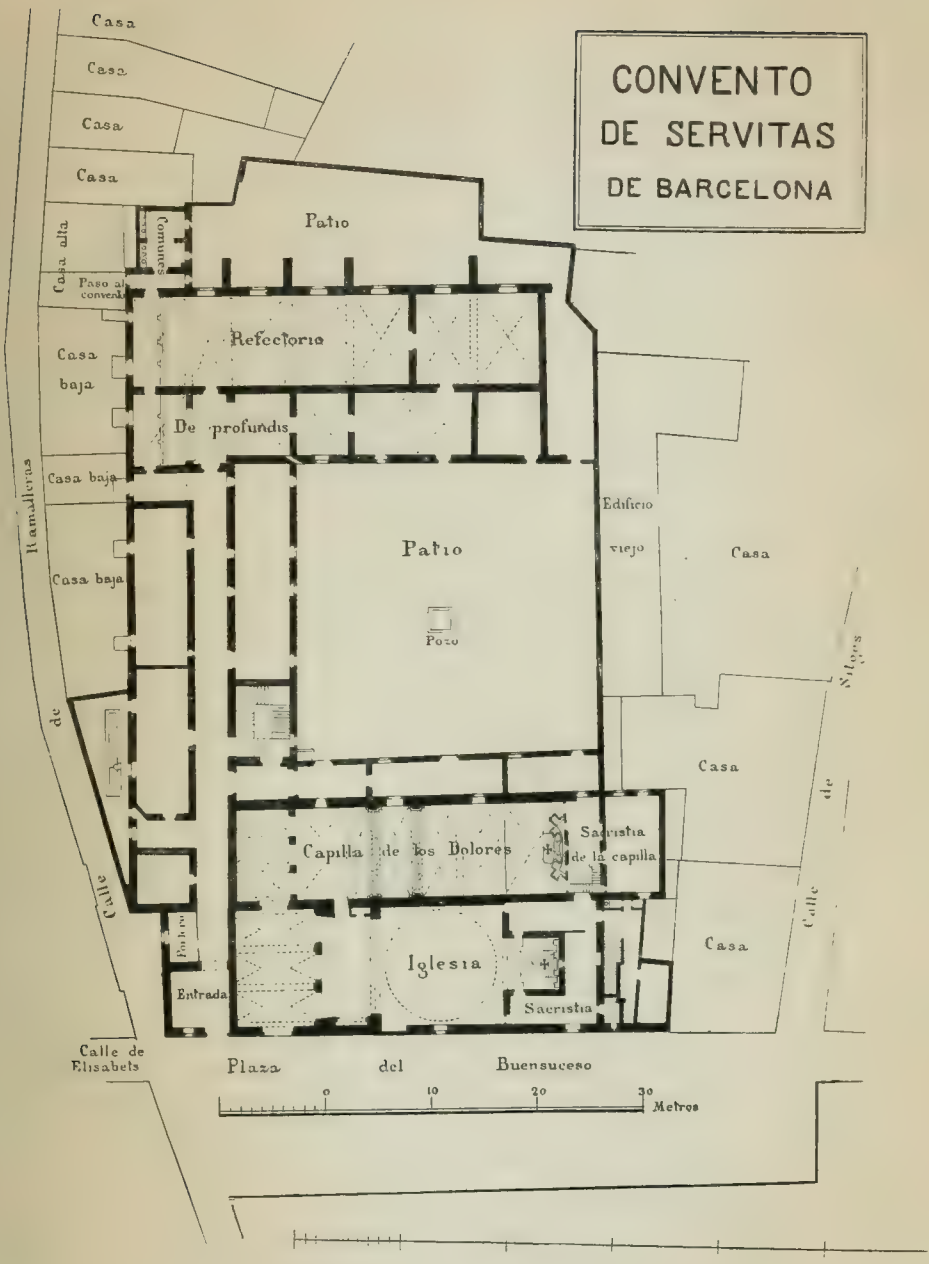 CONVENTO
DE SERVITAS
DE BARCELONA
Casa
Casa
Casa
Casa
Casa alta
Comunes
Patio
Paso al
convento
Refectorio
Casa
baja
De profundis
Casa baja
Ramalleras
Edificio
viejo
Casa
Patio
Casa baja
Pozo
Sitges
de
Casa
de
Capilla de los Dolores
Sacristia
de la capilla
Calle
Calle
Casa
Portero
Iglesia
Entrada
Sacristia
Calle de
Elisabets
Plaza del Buensuceso
0 10 20 30
Metros